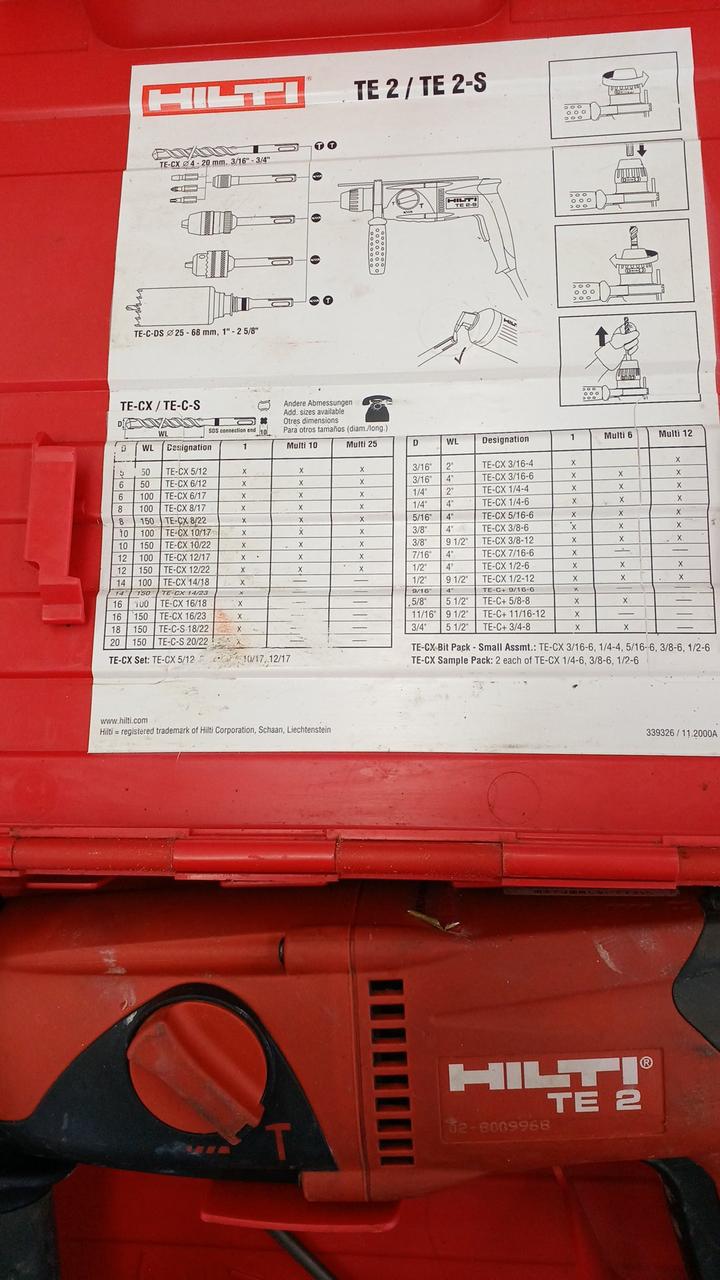 HILTI®
TE 2 / TE 2-S
TE-CX Ø 4 - 20 mm, 3/16" - 3/4"
HILTI
TE 2-S
TE-C-DS Ø 25 - 68 mm, 1" - 2 5/8"
HILTI
TE-CX / TE-C-S
D
WL
SDS connection end
10
Andere Abmessungen
Add. sizes available
Otres dimensions
Para otros tamaños (diam./long.)
D WL Designation 1 Multi 10 Multi 25
5 50 TE-CX 5/12 x x x
6 50 TE-CX 6/12 x x x
6 100 TE-CX 6/17 x x x
8 100 TE-CX 8/17 x x x
8 150 TE-CX 8/22 x x x
10 100 TE-CX 10/17 x x x
10 150 TE-CX 10/22 x x x
12 100 TE-CX 12/17 x x x
12 150 TE-CX 12/22 x x x
14 100 TE-CX 14/18 x — —
14 150 TE-CX 14/23 x — —
16 100 TE-CX 16/18 x — —
16 150 TE-CX 16/23 x — —
18 150 TE-C-S 18/22 x — —
20 150 TE-C-S 20/22 x — —
TE-CX Set: TE-CX 5/12 10/17, 12/17
D WL Designation 1 Multi 6 Multi 12
3/16" 2" TE-CX 3/16-4 x x
3/16" 4" TE-CX 3/16-6 x x x
1/4" 2" TE-CX 1/4-4 x x x
1/4" 4" TE-CX 1/4-6 x x x
5/16" 4" TE-CX 5/16-6 x x x
3/8" 4" TE-CX 3/8-6 x x x
3/8" 9 1/2" TE-CX 3/8-12 x x x
7/16" 4" TE-CX 7/16-6 x — —
1/2" 4" TE-CX 1/2-6 x x x
1/2" 9 1/2" TE-CX 1/2-12 x x x
9/16" 4" TE-C+ 9/16-6 x — —
5/8" 5 1/2" TE-C+ 5/8-8 x x —
11/16" 9 1/2" TE-C+ 11/16-12 x — —
3/4" 5 1/2" TE-C+ 3/4-8 x x —
TE-CX-Bit Pack - Small Assmt.: TE-CX 3/16-6, 1/4-4, 5/16-6, 3/8-6, 1/2-6
TE-CX Sample Pack: 2 each of TE-CX 1/4-6, 3/8-6, 1/2-6
www.hilti.com
Hilti = registered trademark of Hilti Corporation, Schaan, Liechtenstein
339326 / 11.2000A
HILTI®
TE 2
02-8009968